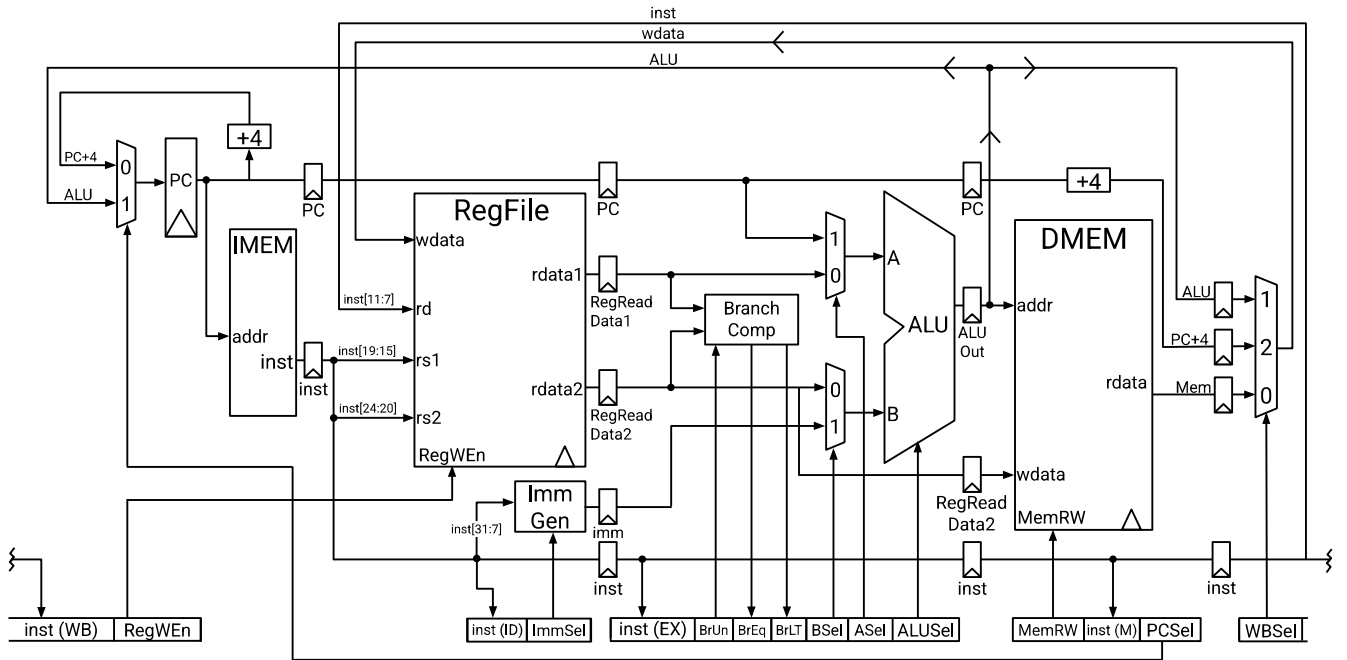 inst
wdata
ALU
+4
PC+4
0
ALU
1
PC
PC
PC
PC
+4
RegFile
wdata
rdata1
inst[11:7]
rd
inst[19:15]
rs1
inst[24:20]
rs2
rdata2
RegWEn
IMEM
addr
inst
inst
RegRead
Data1
RegRead
Data2
Branch
Comp
1
0
0
1
A
B
ALU
ALU
Out
DMEM
addr
rdata
wdata
MemRW
RegRead
Data2
ALU
PC+4
Mem
1
2
0
Imm
Gen
inst[31:7]
imm
inst
inst
inst
inst (WB)
RegWEn
inst (ID)
ImmSel
inst (EX)
BrUn
BrEq
BrLT
BSel
ASel
ALUSel
MemRW
inst (M)
PCSel
WBSel